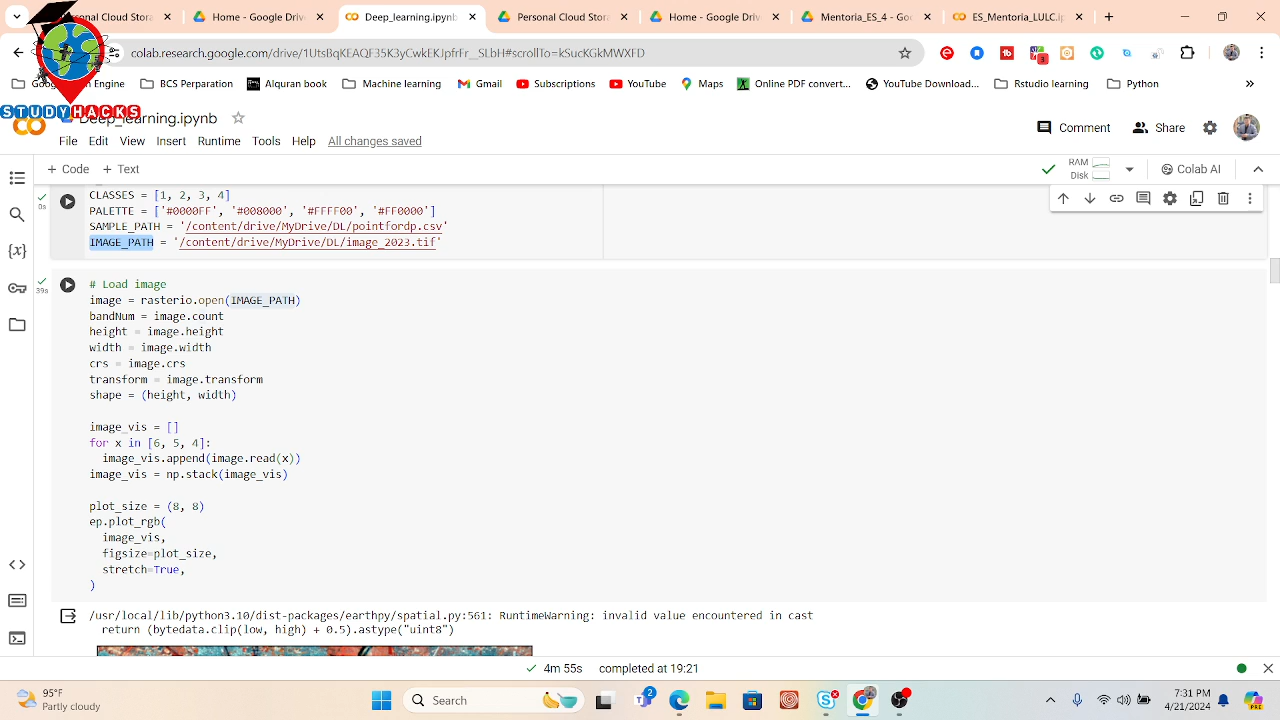 onal Cloud Stora
Home - Google Driv
Deep_learning.ipynb
Personal Cloud Stora
Home - Google Driv
Mentoria_ES_4 - Go
ES_Mentoria_LULC.i
colab.research.google.com/drive/1UtsBqKFAQF35K3yCwkEKJpfrFr__SLbH#scrollTo=kSucKGkMWXFD
3
Engine
BCS Perparation
Alquran book
Machine learning
Gmail
Subscriptions
YouTube
Maps
Online PDF convert...
YouTube Download...
Rstudio learning
Python
STUDYHACKS
Deep_learning.ipynb
File Edit View Insert Runtime Tools Help All changes saved
Comment
Share
+ Code + Text
RAM
Disk
Colab AI
0s
CLASSES = [1, 2, 3, 4]
PALETTE = ['#0000FF', '#008000', '#FFFF00', '#FF0000']
SAMPLE_PATH = '/content/drive/MyDrive/DL/pointfordp.csv'
IMAGE_PATH = '/content/drive/MyDrive/DL/image_2023.tif'
{x}
39s
# Load image
image = rasterio.open(IMAGE_PATH)
bandNum = image.count
height = image.height
width = image.width
crs = image.crs
transform = image.transform
shape = (height, width)
image_vis = []
for x in [6, 5, 4]:
image_vis.append(image.read(x))
image_vis = np.stack(image_vis)
plot_size = (8, 8)
ep.plot_rgb(
image_vis,
figsize=plot_size,
stretch=True,
)
/usr/local/lib/python3.10/dist-packages/earthpy/spatial.py:561: RuntimeWarning: invalid value encountered in cast
return (bytedata.clip(low, high) + 0.5).astype("uint8")
4m 55s completed at 19:21
95°F
Partly cloudy
Search
2
7:31 PM
4/21/2024